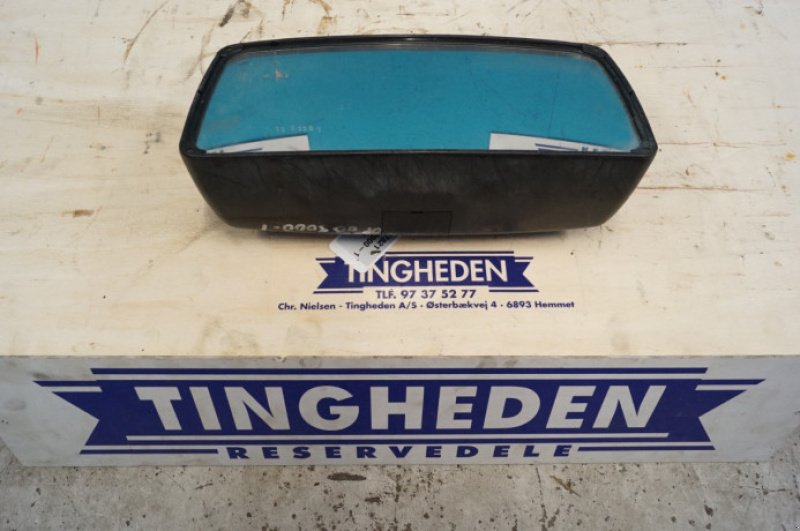 TINGHEDEN
TLF. 97 37 52 77
Chr. Nielsen - Tingheden A/S · Østerbækvej 4 · 6893 Hemmet
TINGHEDEN
RESERVEDELE